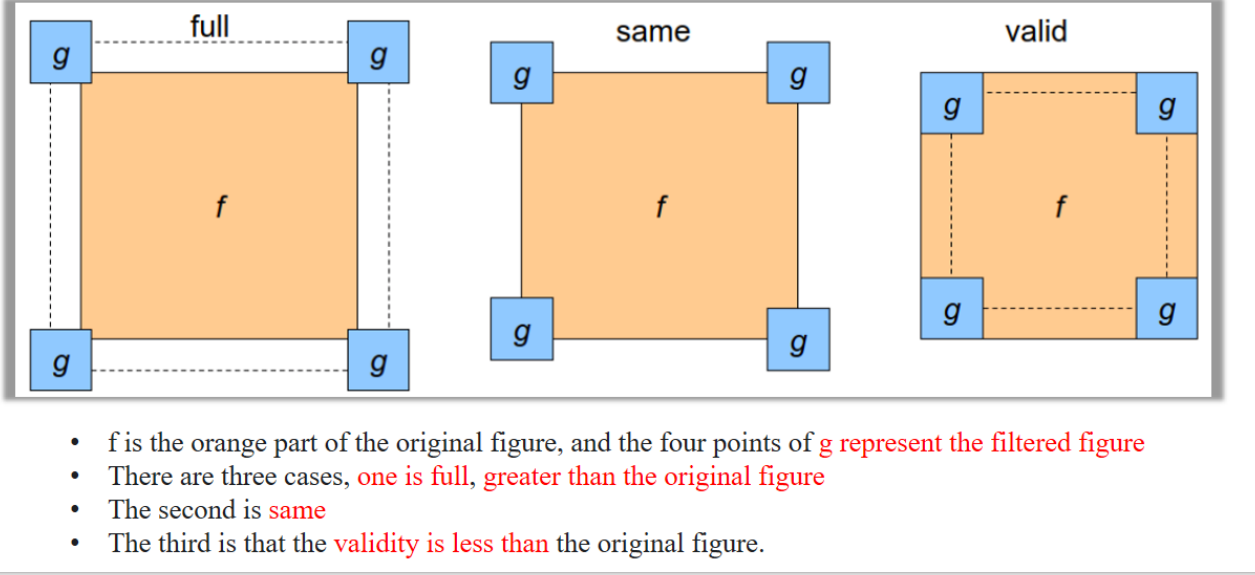 full same valid
g g g g g g
f f f
g g g g g g
• f is the orange part of the original figure, and the four points of g represent the filtered figure
• There are three cases, one is full, greater than the original figure
• The second is same
• The third is that the validity is less than the original figure.